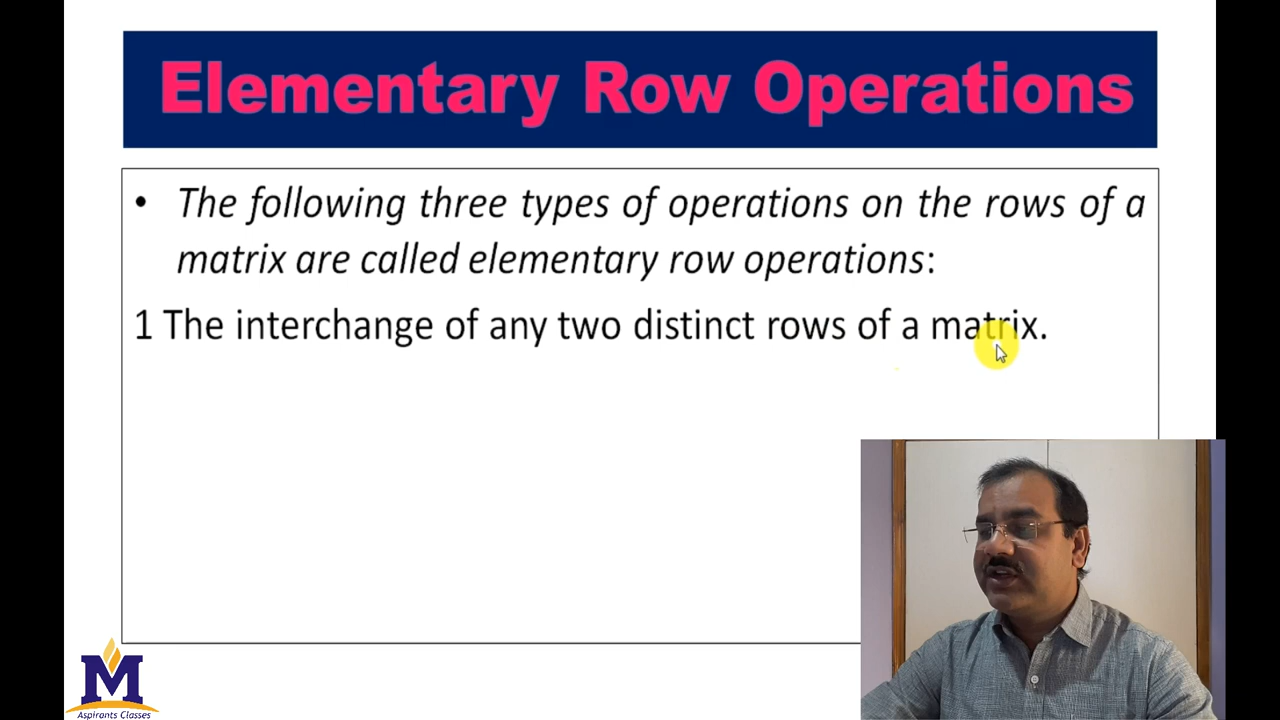 Elementary Row Operations
• The following three types of operations on the rows of a
matrix are called elementary row operations:
1 The interchange of any two distinct rows of a matrix.
M
Aspirants Classes